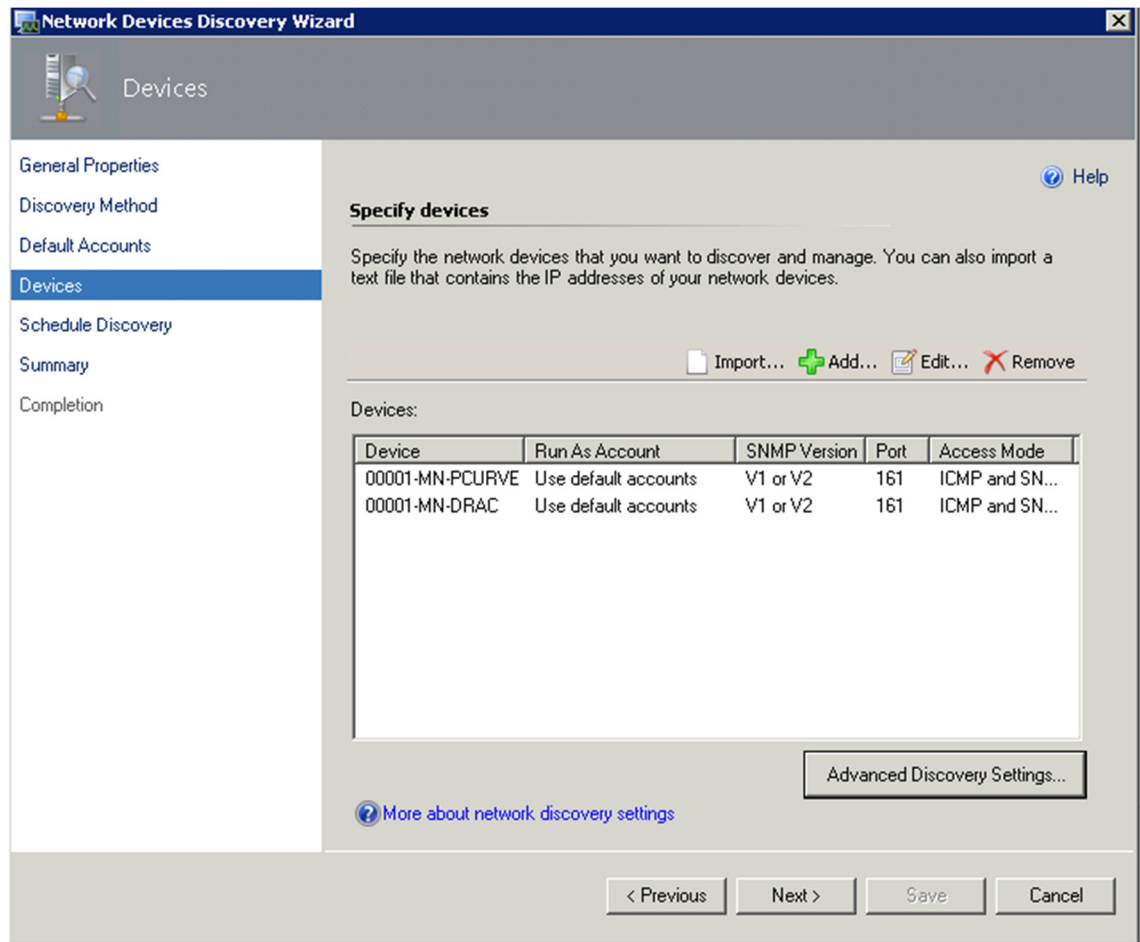 Network Devices Discovery Wizard
Devices
General Properties
Discovery Method
Default Accounts
Devices
Schedule Discovery
Summary
Completion
Help
Specify devices
Specify the network devices that you want to discover and manage. You can also import a
text file that contains the IP addresses of your network devices.
Import... Add... Edit... Remove
Devices:
Device Run As Account SNMP Version Port Access Mode
00001-MN-PCURVE Use default accounts V1 or V2 161 ICMP and SN...
00001-MN-DRAC Use default accounts V1 or V2 161 ICMP and SN...
Advanced Discovery Settings...
More about network discovery settings
< Previous Next > Save Cancel